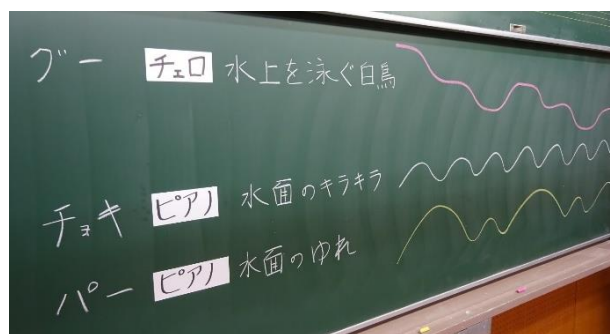 グー チェロ 水上を泳ぐ白鳥
チョキ ピアノ 水面のキラキラ
パー ピアノ 水面のゆれ